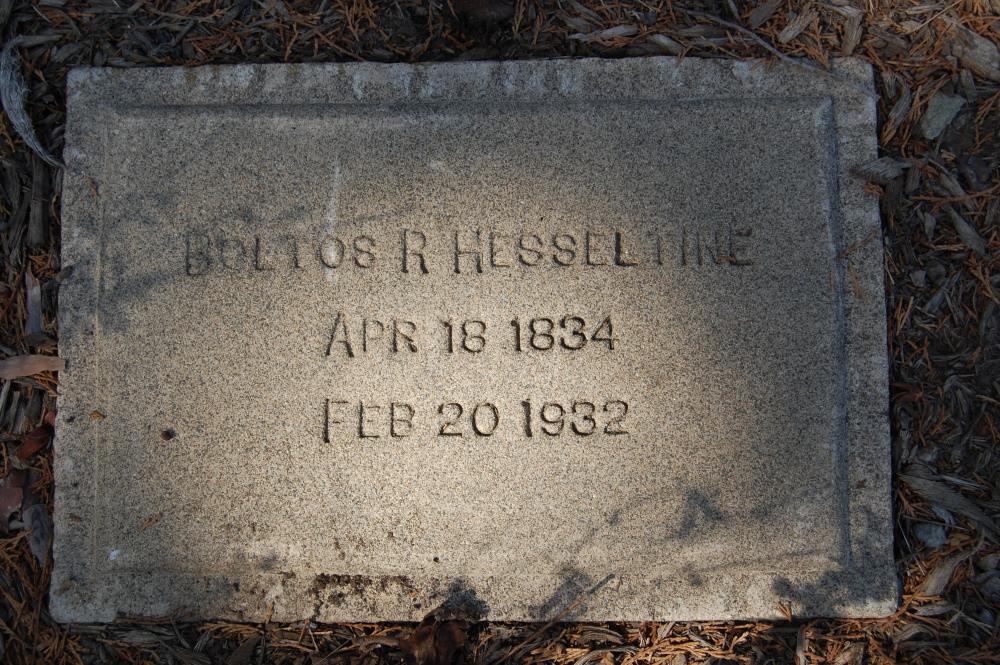 BOLTOS R HESSELTINE
APR 18 1834
FEB 20 1932